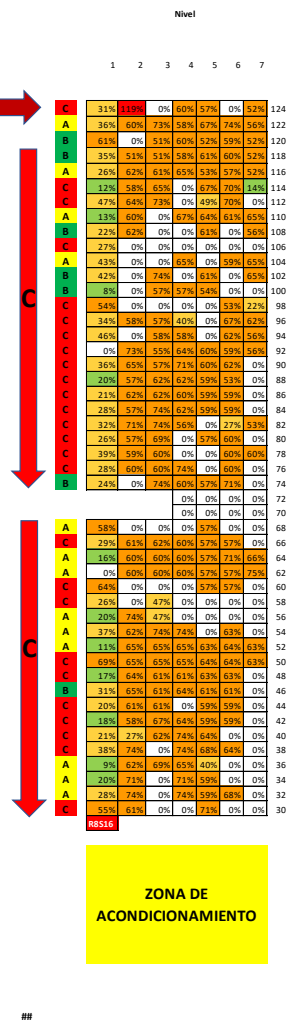 Nivel
1 2 3 4 5 6 7
C 31% 119% 0% 60% 57% 0% 52% 124
A 36% 60% 73% 58% 67% 74% 56% 122
B 61% 0% 51% 60% 52% 59% 52% 120
B 35% 51% 51% 58% 61% 60% 52% 118
A 26% 62% 61% 65% 53% 57% 52% 116
C 12% 58% 65% 0% 67% 70% 14% 114
C 47% 64% 73% 0% 49% 70% 0% 112
A 13% 60% 0% 67% 64% 61% 65% 110
B 22% 62% 0% 0% 61% 0% 56% 108
C 27% 0% 0% 0% 0% 0% 0% 106
A 43% 0% 0% 65% 0% 59% 65% 104
B 42% 0% 74% 0% 61% 0% 65% 102
B 8% 0% 57% 57% 54% 0% 0% 100
C 54% 0% 0% 0% 0% 53% 22% 98
C
C 34% 58% 57% 40% 0% 67% 62% 96
C 46% 0% 58% 58% 0% 62% 56% 94
C 0% 73% 55% 64% 60% 59% 56% 92
C 36% 65% 57% 71% 60% 62% 0% 90
C 20% 57% 62% 62% 59% 53% 0% 88
C 21% 62% 62% 60% 59% 59% 0% 86
C 28% 57% 74% 62% 59% 59% 0% 84
C 32% 71% 74% 56% 0% 27% 53% 82
C 26% 57% 69% 0% 57% 60% 0% 80
C 39% 59% 60% 0% 0% 60% 60% 78
C 28% 60% 60% 74% 0% 60% 0% 76
B 24% 0% 74% 60% 57% 71% 0% 74
0% 0% 0% 0% 72
0% 0% 0% 0% 70
A 58% 0% 0% 0% 57% 0% 0% 68
C 29% 61% 62% 60% 57% 57% 0% 66
A 16% 60% 60% 60% 57% 71% 66% 64
A 0% 60% 60% 60% 57% 57% 75% 62
C 64% 0% 0% 0% 57% 57% 0% 60
C 26% 0% 47% 0% 0% 0% 0% 58
A 20% 74% 47% 0% 0% 0% 0% 56
A 37% 62% 74% 74% 0% 63% 0% 54
A 11% 65% 65% 65% 63% 64% 63% 52
C
C 69% 65% 65% 65% 64% 64% 63% 50
C 17% 64% 61% 61% 63% 63% 0% 48
B 31% 65% 61% 64% 61% 61% 0% 46
C 20% 61% 61% 0% 59% 59% 0% 44
C 18% 58% 67% 64% 59% 59% 0% 42
C 21% 27% 62% 74% 64% 0% 0% 40
C 38% 74% 0% 74% 68% 64% 0% 38
A 9% 62% 69% 65% 40% 0% 0% 36
A 20% 71% 0% 71% 59% 0% 0% 34
A 28% 74% 0% 74% 59% 68% 0% 32
C 55% 61% 0% 0% 71% 0% 0% 30
R8S16
ZONA DE
ACONDICIONAMIENTO
##